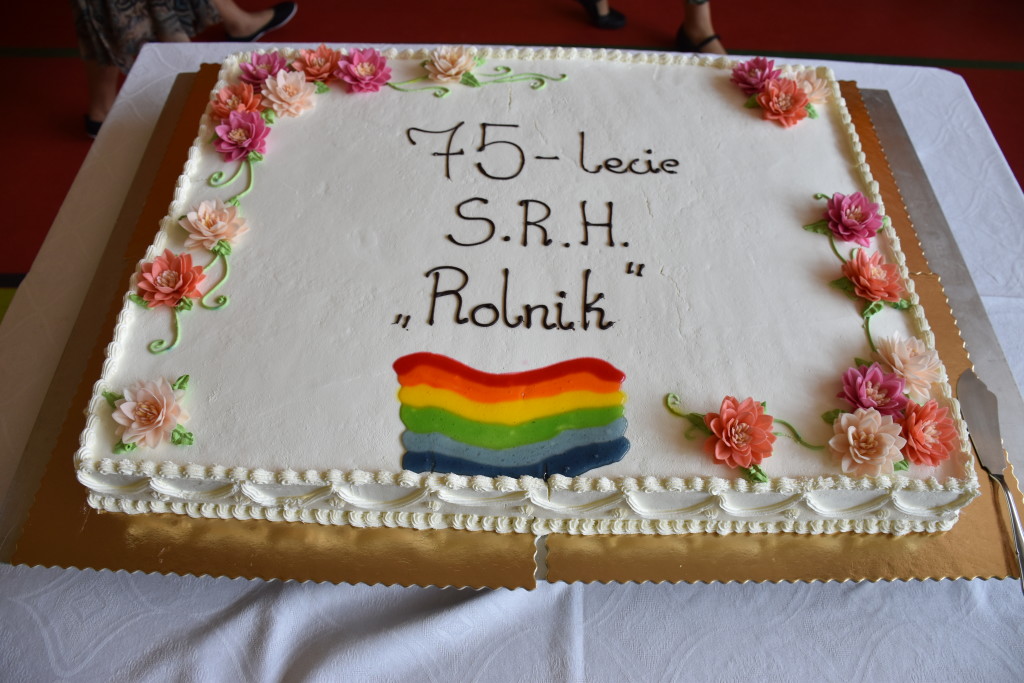 75-lecie
S.R.H.
„Rolnik"